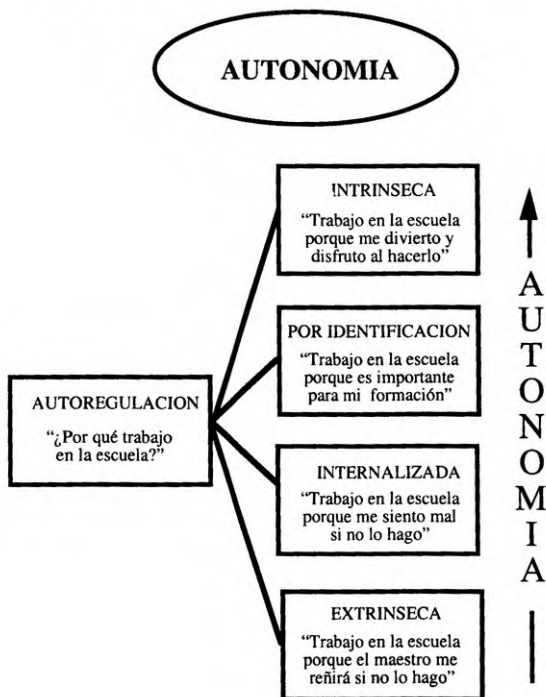 AUTONOMIA
INTRINSECA
“Trabajo en la escuela
porque me divierto y
disfruto al hacerlo”
POR IDENTIFICACION
“Trabajo en la escuela
porque es importante
para mi formación”
AUTOREGULACION
“¿Por qué trabajo
en la escuela?”
INTERNALIZADA
“Trabajo en la escuela
porque me siento mal
si no lo hago”
EXTRINSECA
“Trabajo en la escuela
porque el maestro me
reñirá si no lo hago”
AUTONOMIA